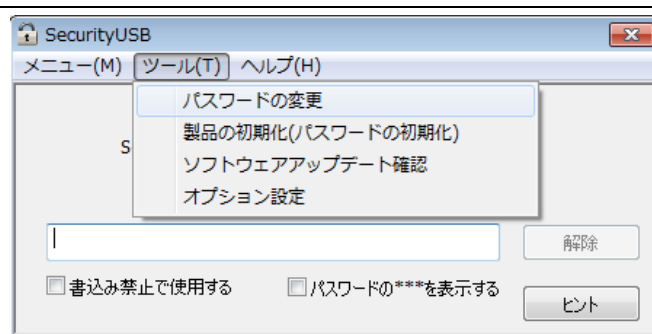 SecurityUSB
メニュー(M) ツール(T) ヘルプ(H)
パスワードの変更
製品の初期化(パスワードの初期化)
S
ソフトウェアアップデート確認
オプション設定
解除
書込み禁止で使用する
パスワードの***を表示する
ヒント